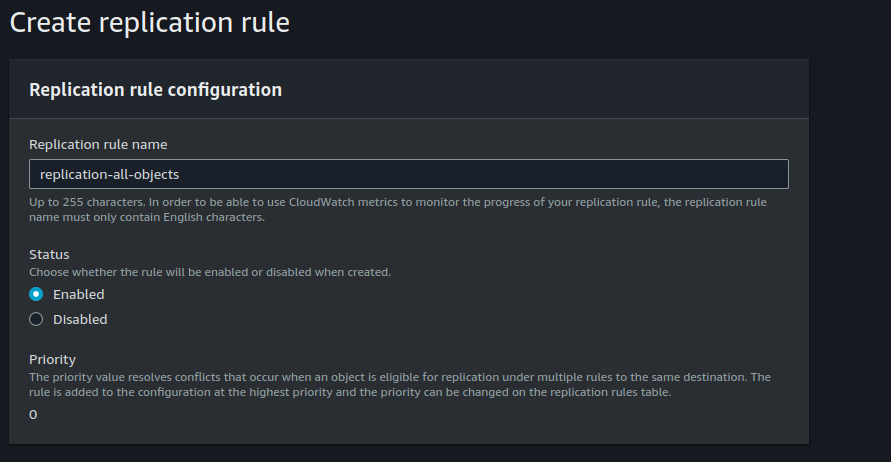 Create replication rule
Replication rule configuration
Replication rule name
replication-all-objects
Up to 255 characters. In order to be able to use CloudWatch metrics to monitor the progress of your replication rule, the replication rule
name must only contain English characters.
Status
Choose whether the rule will be enabled or disabled when created.
Enabled
Disabled
Priority
The priority value resolves conflicts that occur when an object is eligible for replication under multiple rules to the same destination. The
rule is added to the configuration at the highest priority and the priority can be changed on the replication rules table.
0